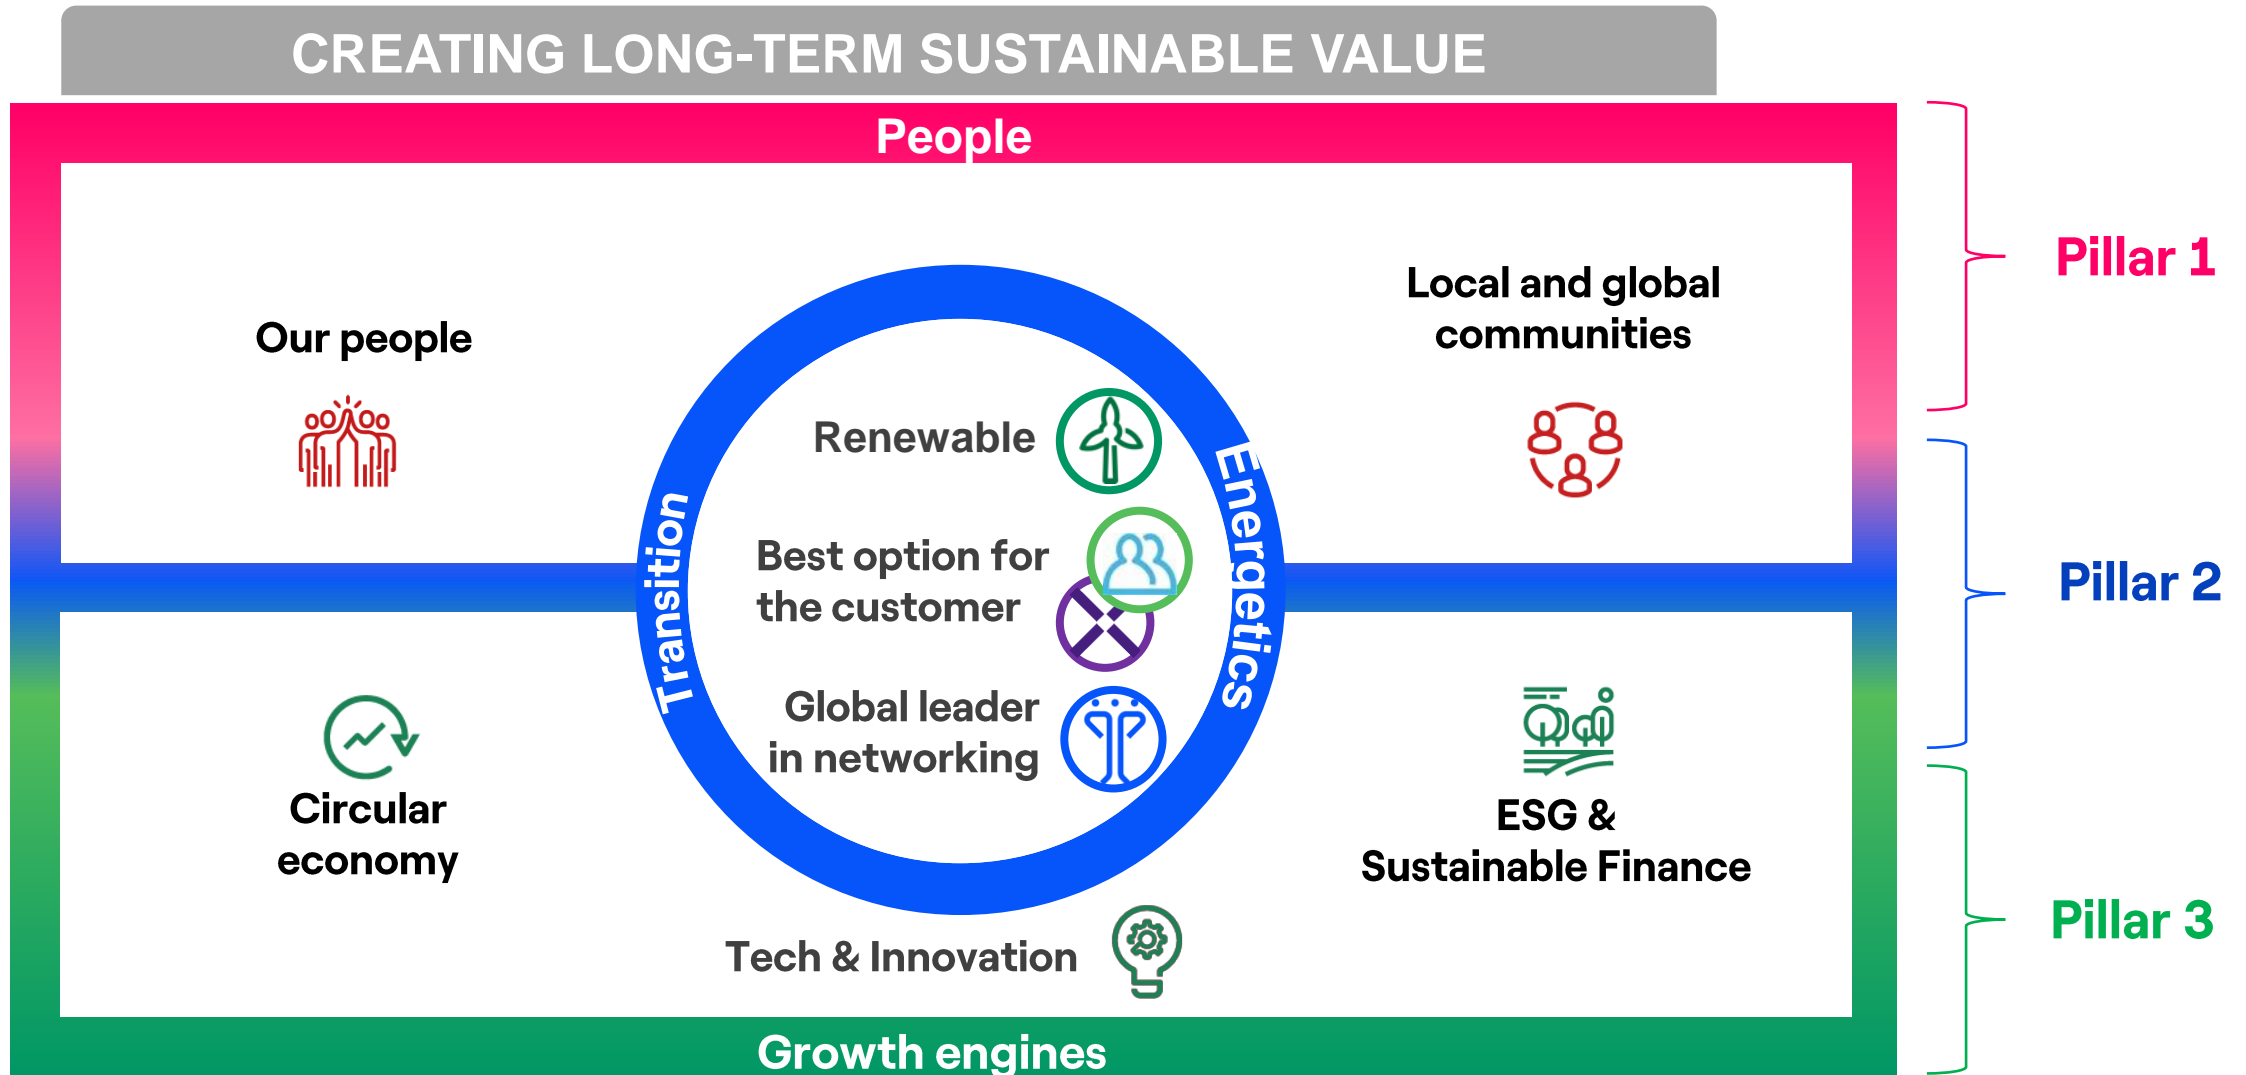 CREATING LONG-TERM SUSTAINABLE VALUE
People
Pillar 1
Our people
Local and global
communities
Transition
Energetics
Renewable
Best option for
the customer
Global leader
in networking
Pillar 2
Circular
economy
ESG &
Sustainable Finance
Tech & Innovation
Pillar 3
Growth engines